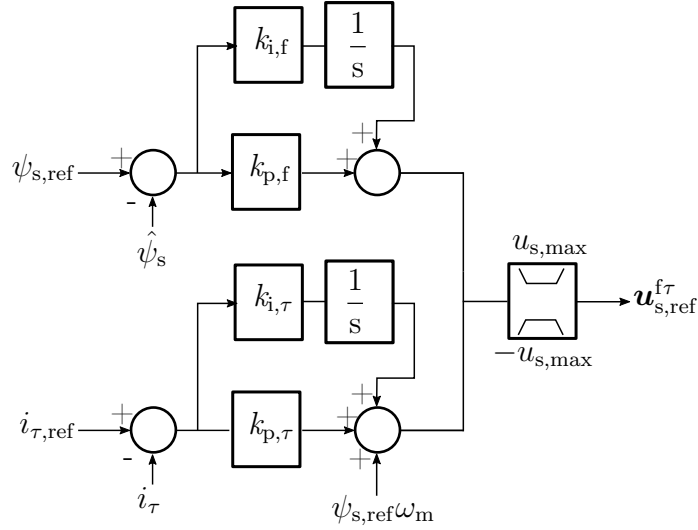 k_{i,f}
1/s
+
ψ_{s,ref} + k_{p,f} +
-
\hat{ψ}_s
u_{s,max}
k_{i,τ}
1/s
u^{fτ}_{s,ref}
-u_{s,max}
+
i_{τ,ref} + k_{p,τ} +
- +
i_τ
ψ_{s,ref}ω_m